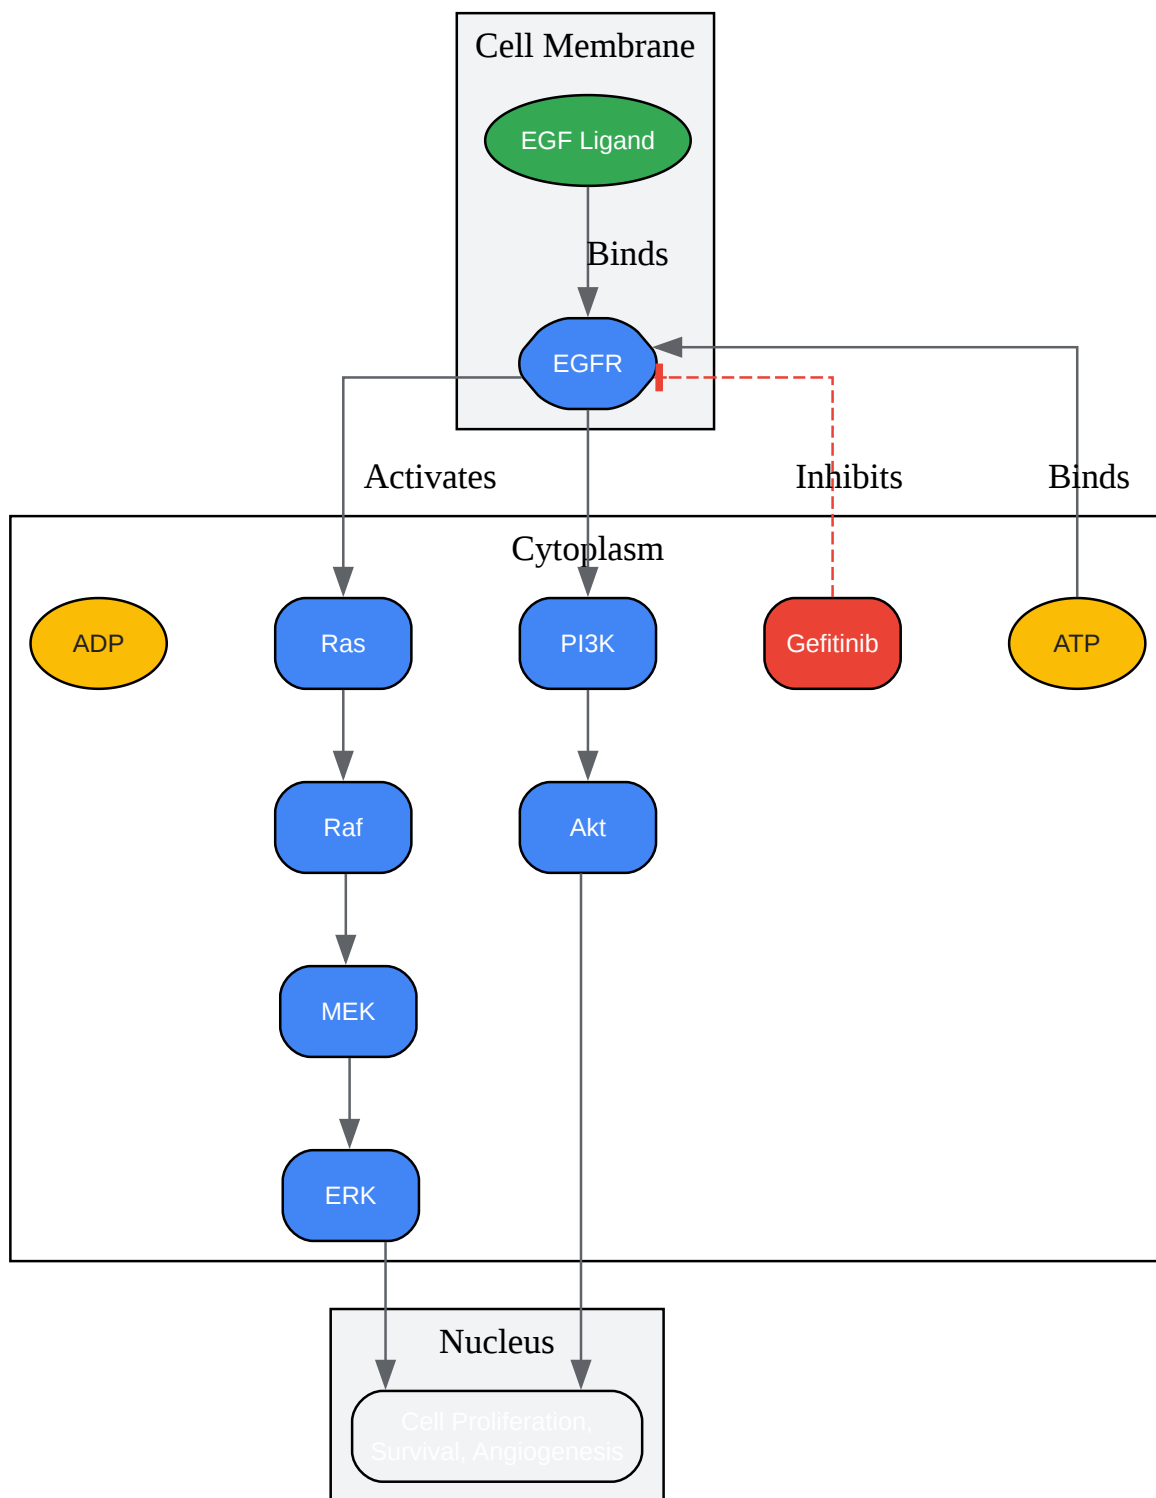 Cell Membrane
EGF Ligand
Binds
EGFR
Activates
Inhibits
Binds
Cytoplasm
ADP
Ras
PI3K
Gefitinib
ATP
Raf
Akt
MEK
ERK
Nucleus
Cell Proliferation,
Survival, Angiogenesis